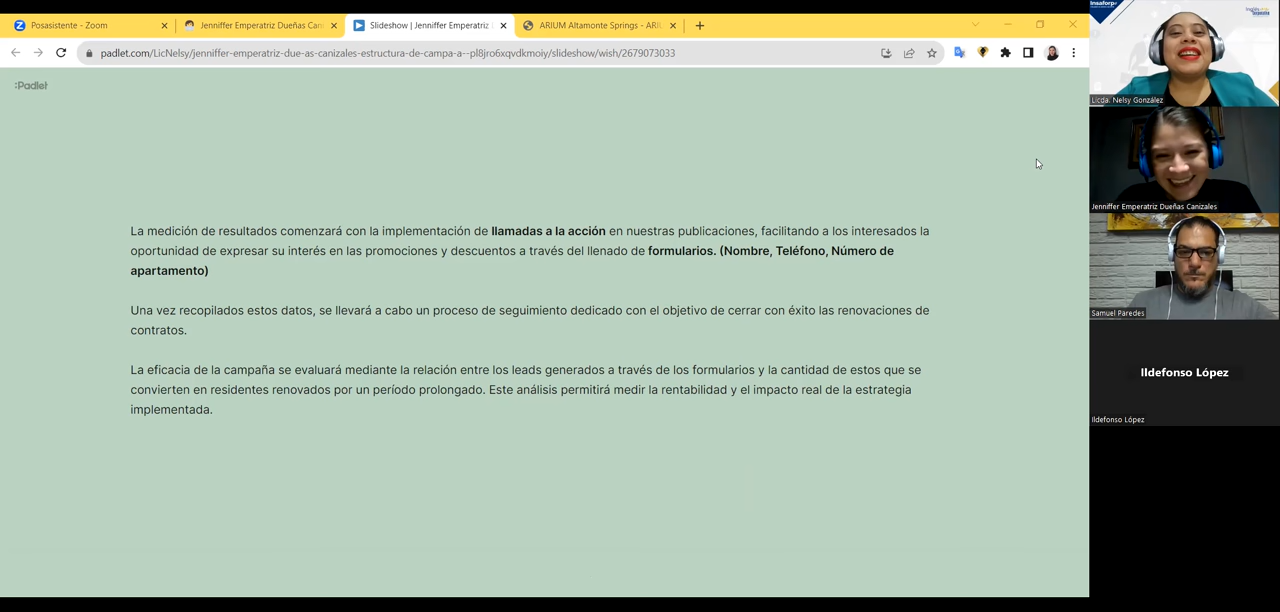 Posasistente - Zoom
Jenniffer Emperatriz Dueñas Can
Slideshow | Jenniffer Emperatriz
ARIUM Altamonte Springs - ARI
padlet.com/LicNelsy/jenniffer-emperatriz-due-as-canizales-estructura-de-campa-a--pl8jro6xqvdkmoiy/slideshow/wish/2679073033
:Padlet
La medición de resultados comenzará con la implementación de llamadas a la acción en nuestras publicaciones, facilitando a los interesados la
oportunidad de expresar su interés en las promociones y descuentos a través del llenado de formularios. (Nombre, Teléfono, Número de
apartamento)
Una vez recopilados estos datos, se llevará a cabo un proceso de seguimiento dedicado con el objetivo de cerrar con éxito las renovaciones de
contratos.
La eficacia de la campaña se evaluará mediante la relación entre los leads generados a través de los formularios y la cantidad de estos que se
convierten en residentes renovados por un período prolongado. Este análisis permitirá medir la rentabilidad y el impacto real de la estrategia
implementada.
Insaforp
Licda. Nelsy González
Jenniffer Emperatriz Dueñas Canizales
Samuel Paredes
Ildefonso López
Ildefonso López